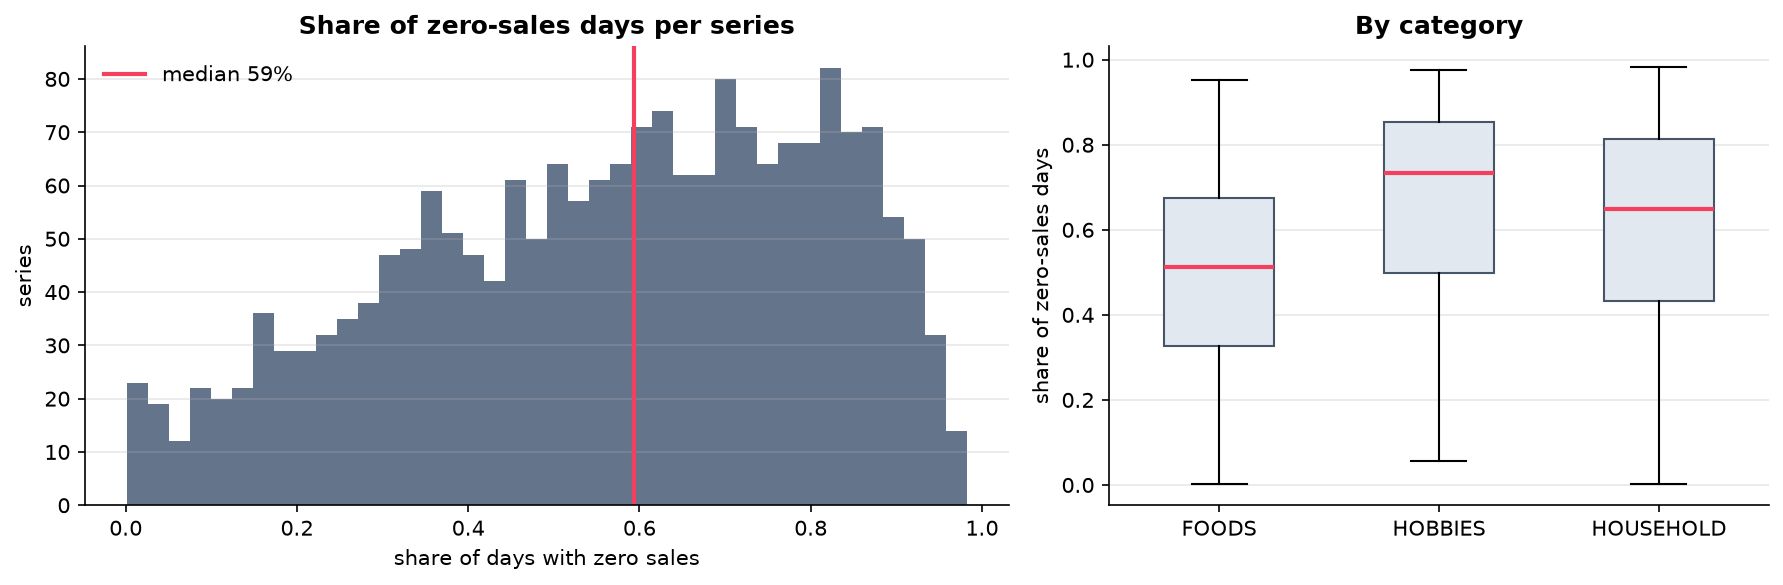 Share of zero-sales days per series
median 59%
80
70
60
50
40
30
20
10
0
series
0.0 0.2 0.4 0.6 0.8 1.0
share of days with zero sales
By category
1.0
0.8
0.6
0.4
0.2
0.0
share of zero-sales days
FOODS HOBBIES HOUSEHOLD